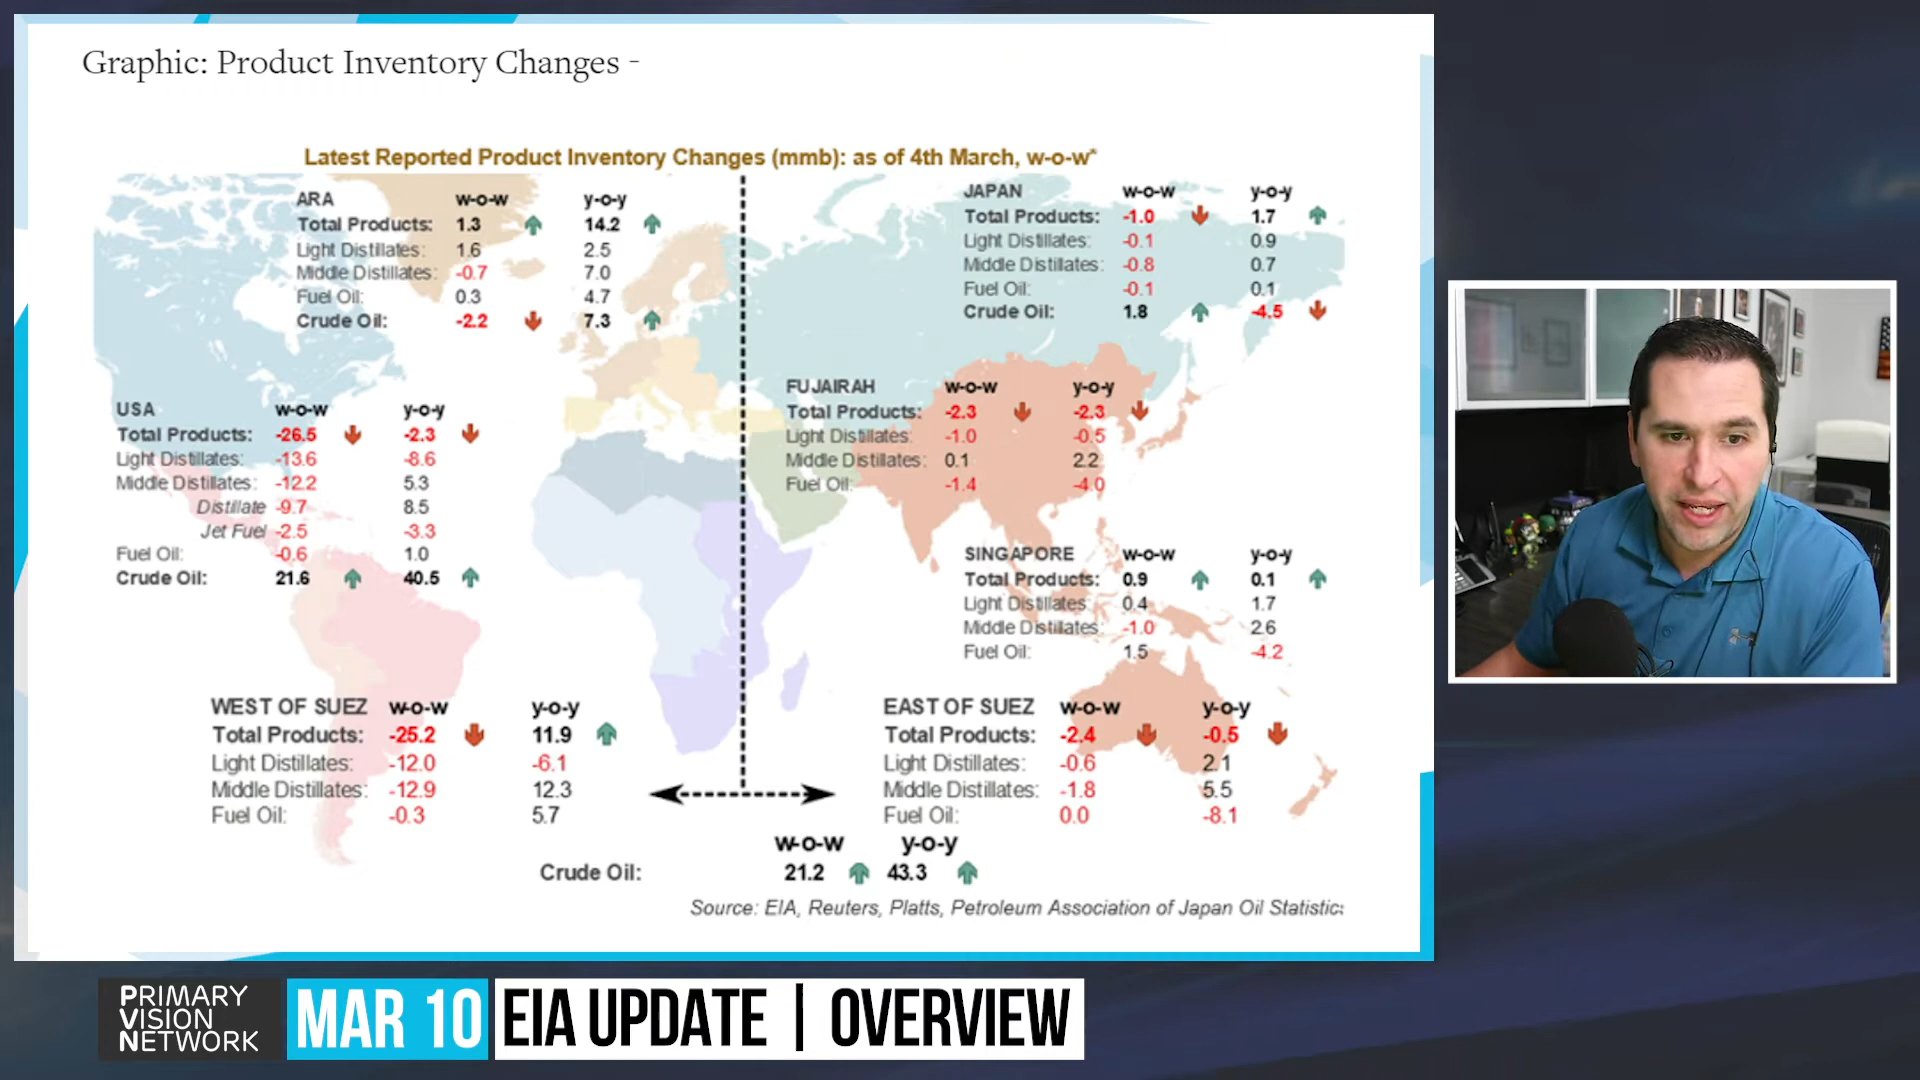 Graphic: Product Inventory Changes -
Latest Reported Product Inventory Changes (mmb): as of 4th March, w-o-w*
ARA w-o-w y-o-y
Total Products: 1.3 14.2
Light Distillates: 1.6 2.5
Middle Distillates: -0.7 7.0
Fuel Oil: 0.3 4.7
Crude Oil: -2.2 7.3
JAPAN w-o-w y-o-y
Total Products: -1.0 1.7
Light Distillates: -0.1 0.9
Middle Distillates: -0.8 0.7
Fuel Oil: -0.1 0.1
Crude Oil: 1.8 -4.5
USA w-o-w y-o-y
Total Products: -26.5 -2.3
Light Distillates: -13.6 -8.6
Middle Distillates: -12.2 5.3
Distillate -9.7 8.5
Jet Fuel -2.5 -3.3
Fuel Oil: -0.6 1.0
Crude Oil: 21.6 40.5
FUJAIRAH w-o-w y-o-y
Total Products: -2.3 -2.3
Light Distillates: -1.0 -0.5
Middle Distillates: 0.1 2.2
Fuel Oil: -1.4 -4.0
SINGAPORE w-o-w y-o-y
Total Products: 0.9 0.1
Light Distillates: 0.4 1.7
Middle Distillates: -1.0 2.6
Fuel Oil: 1.5 -4.2
WEST OF SUEZ w-o-w y-o-y
Total Products: -25.2 11.9
Light Distillates: -12.0 -6.1
Middle Distillates: -12.9 12.3
Fuel Oil: -0.3 5.7
EAST OF SUEZ w-o-w y-o-y
Total Products: -2.4 -0.5
Light Distillates: -0.6 2.1
Middle Distillates: -1.8 5.5
Fuel Oil: 0.0 -8.1
w-o-w y-o-y
Crude Oil: 21.2 43.3
Source: EIA, Reuters, Platts, Petroleum Association of Japan Oil Statistics
PRIMARY
VISION
NETWORK
MAR 10
EIA UPDATE | OVERVIEW